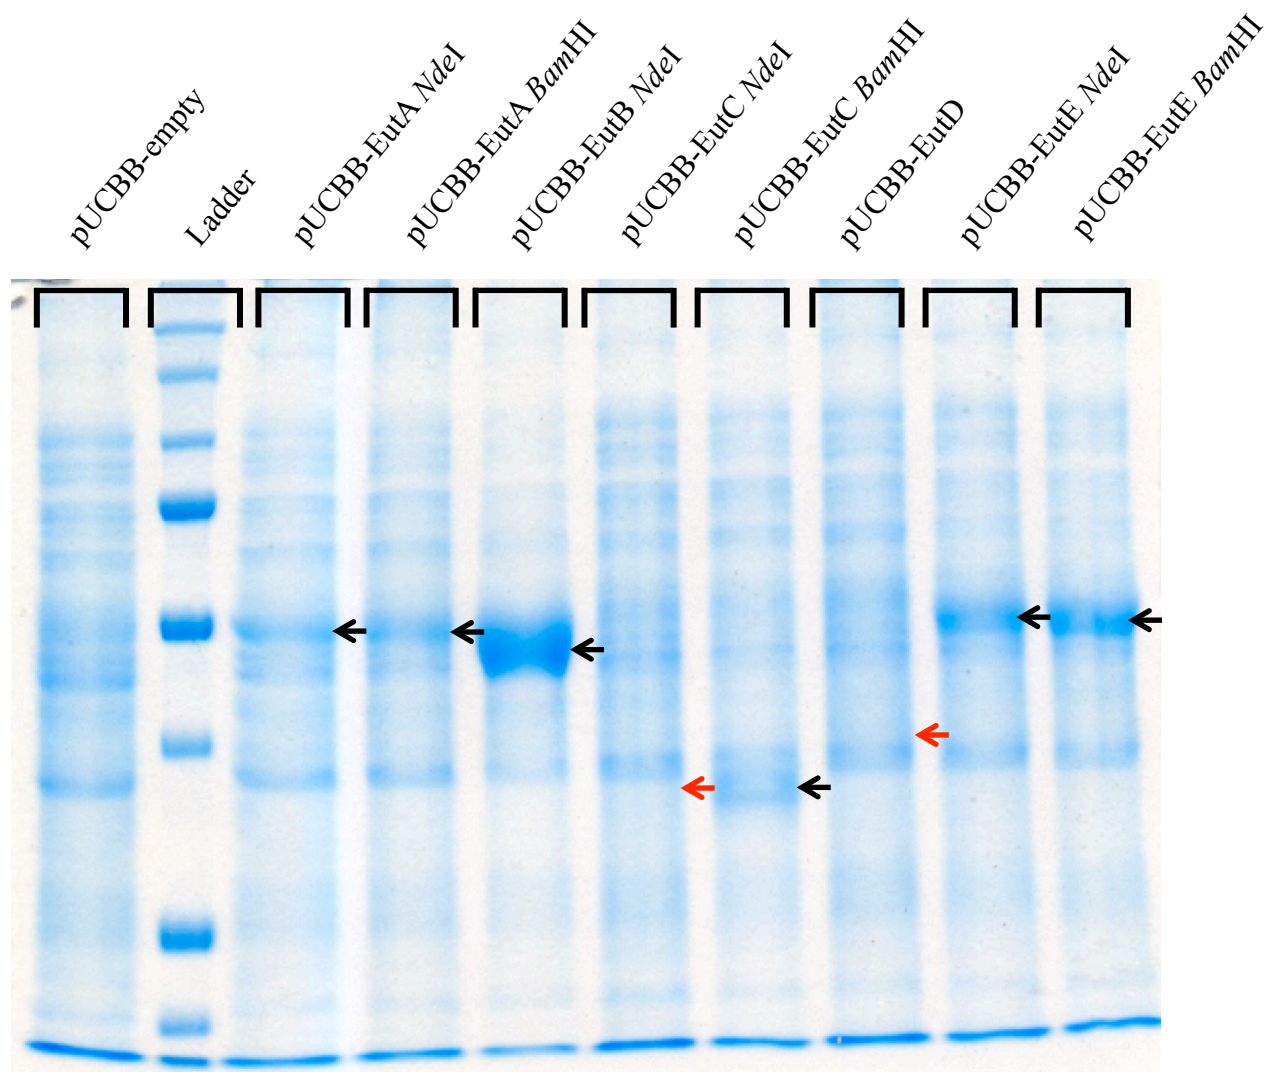 pUCBB-empty
Ladder
pUCBB-EutA NdeI
pUCBB-EutA BamHI
pUCBB-EutB NdeI
pUCBB-EutC NdeI
pUCBB-EutC BamHI
pUCBB-EutD
pUCBB-EutE NdeI
pUCBB-EutE BamHI